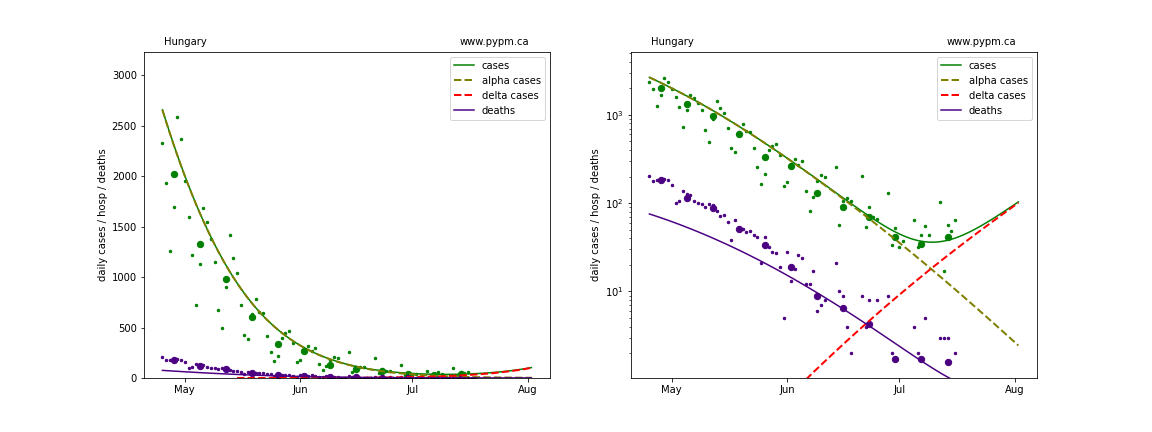 Hungary www.pypm.ca
cases
alpha cases
delta cases
deaths
daily cases / hosp / deaths
3000
2500
2000
1500
1000
500
0
May Jun Jul Aug
Hungary www.pypm.ca
cases
alpha cases
delta cases
deaths
daily cases / hosp / deaths
10³
10²
10¹
May Jun Jul Aug